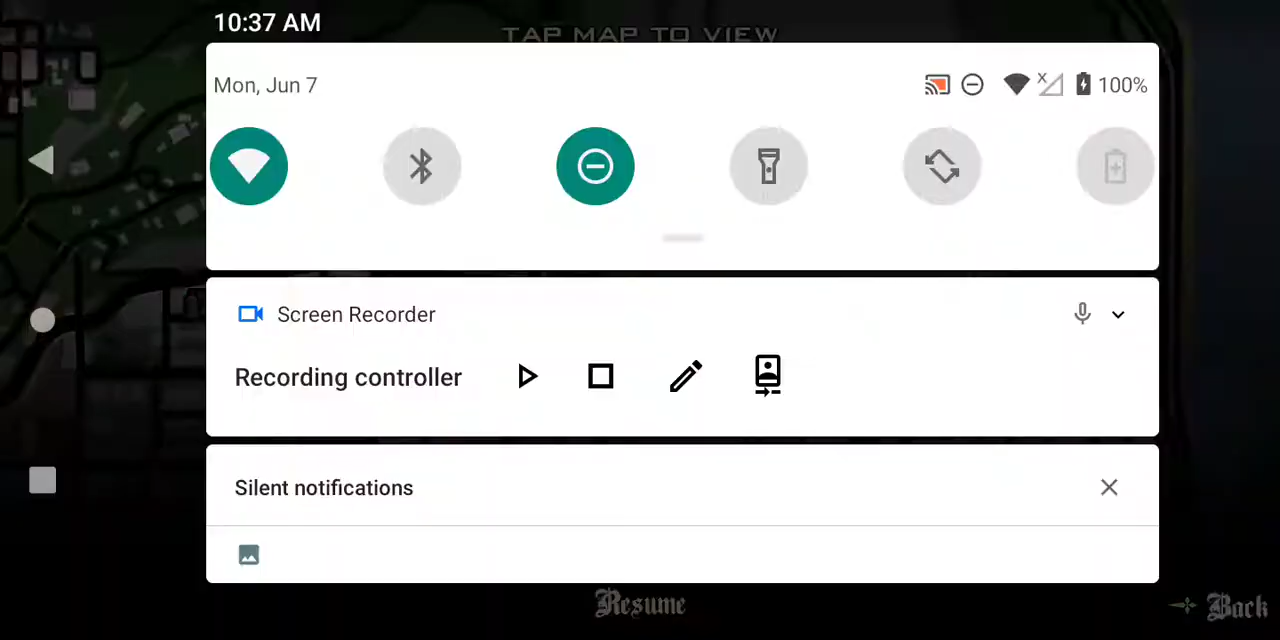 10:37 AM
TAP MAP TO VIEW
Mon, Jun 7
100%
Screen Recorder
Recording controller
Silent notifications
Resume
Back